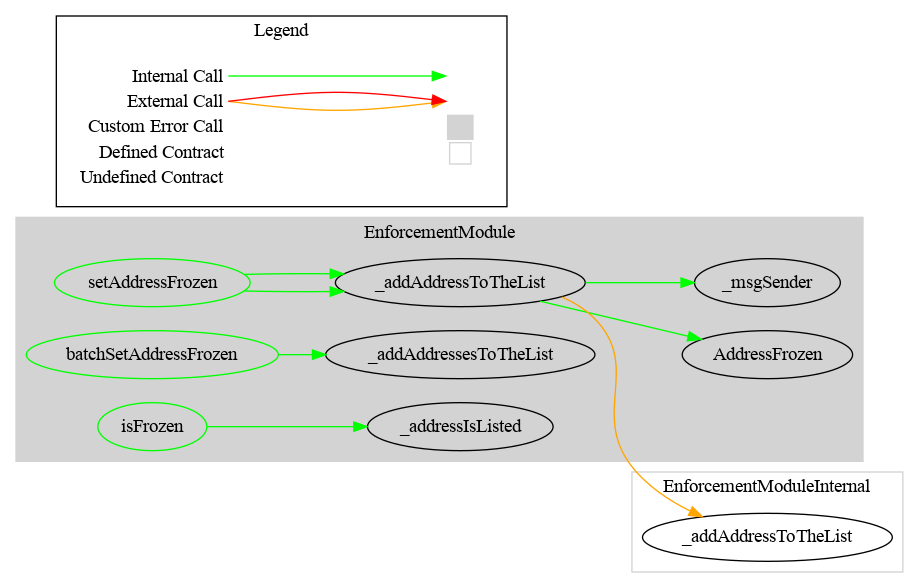 Legend
Internal Call
External Call
Custom Error Call
Defined Contract
Undefined Contract
EnforcementModule
setAddressFrozen
_addAddressToTheList
_msgSender
batchSetAddressFrozen
_addAddressesToTheList
AddressFrozen
isFrozen
_addressIsListed
EnforcementModuleInternal
_addAddressToTheList